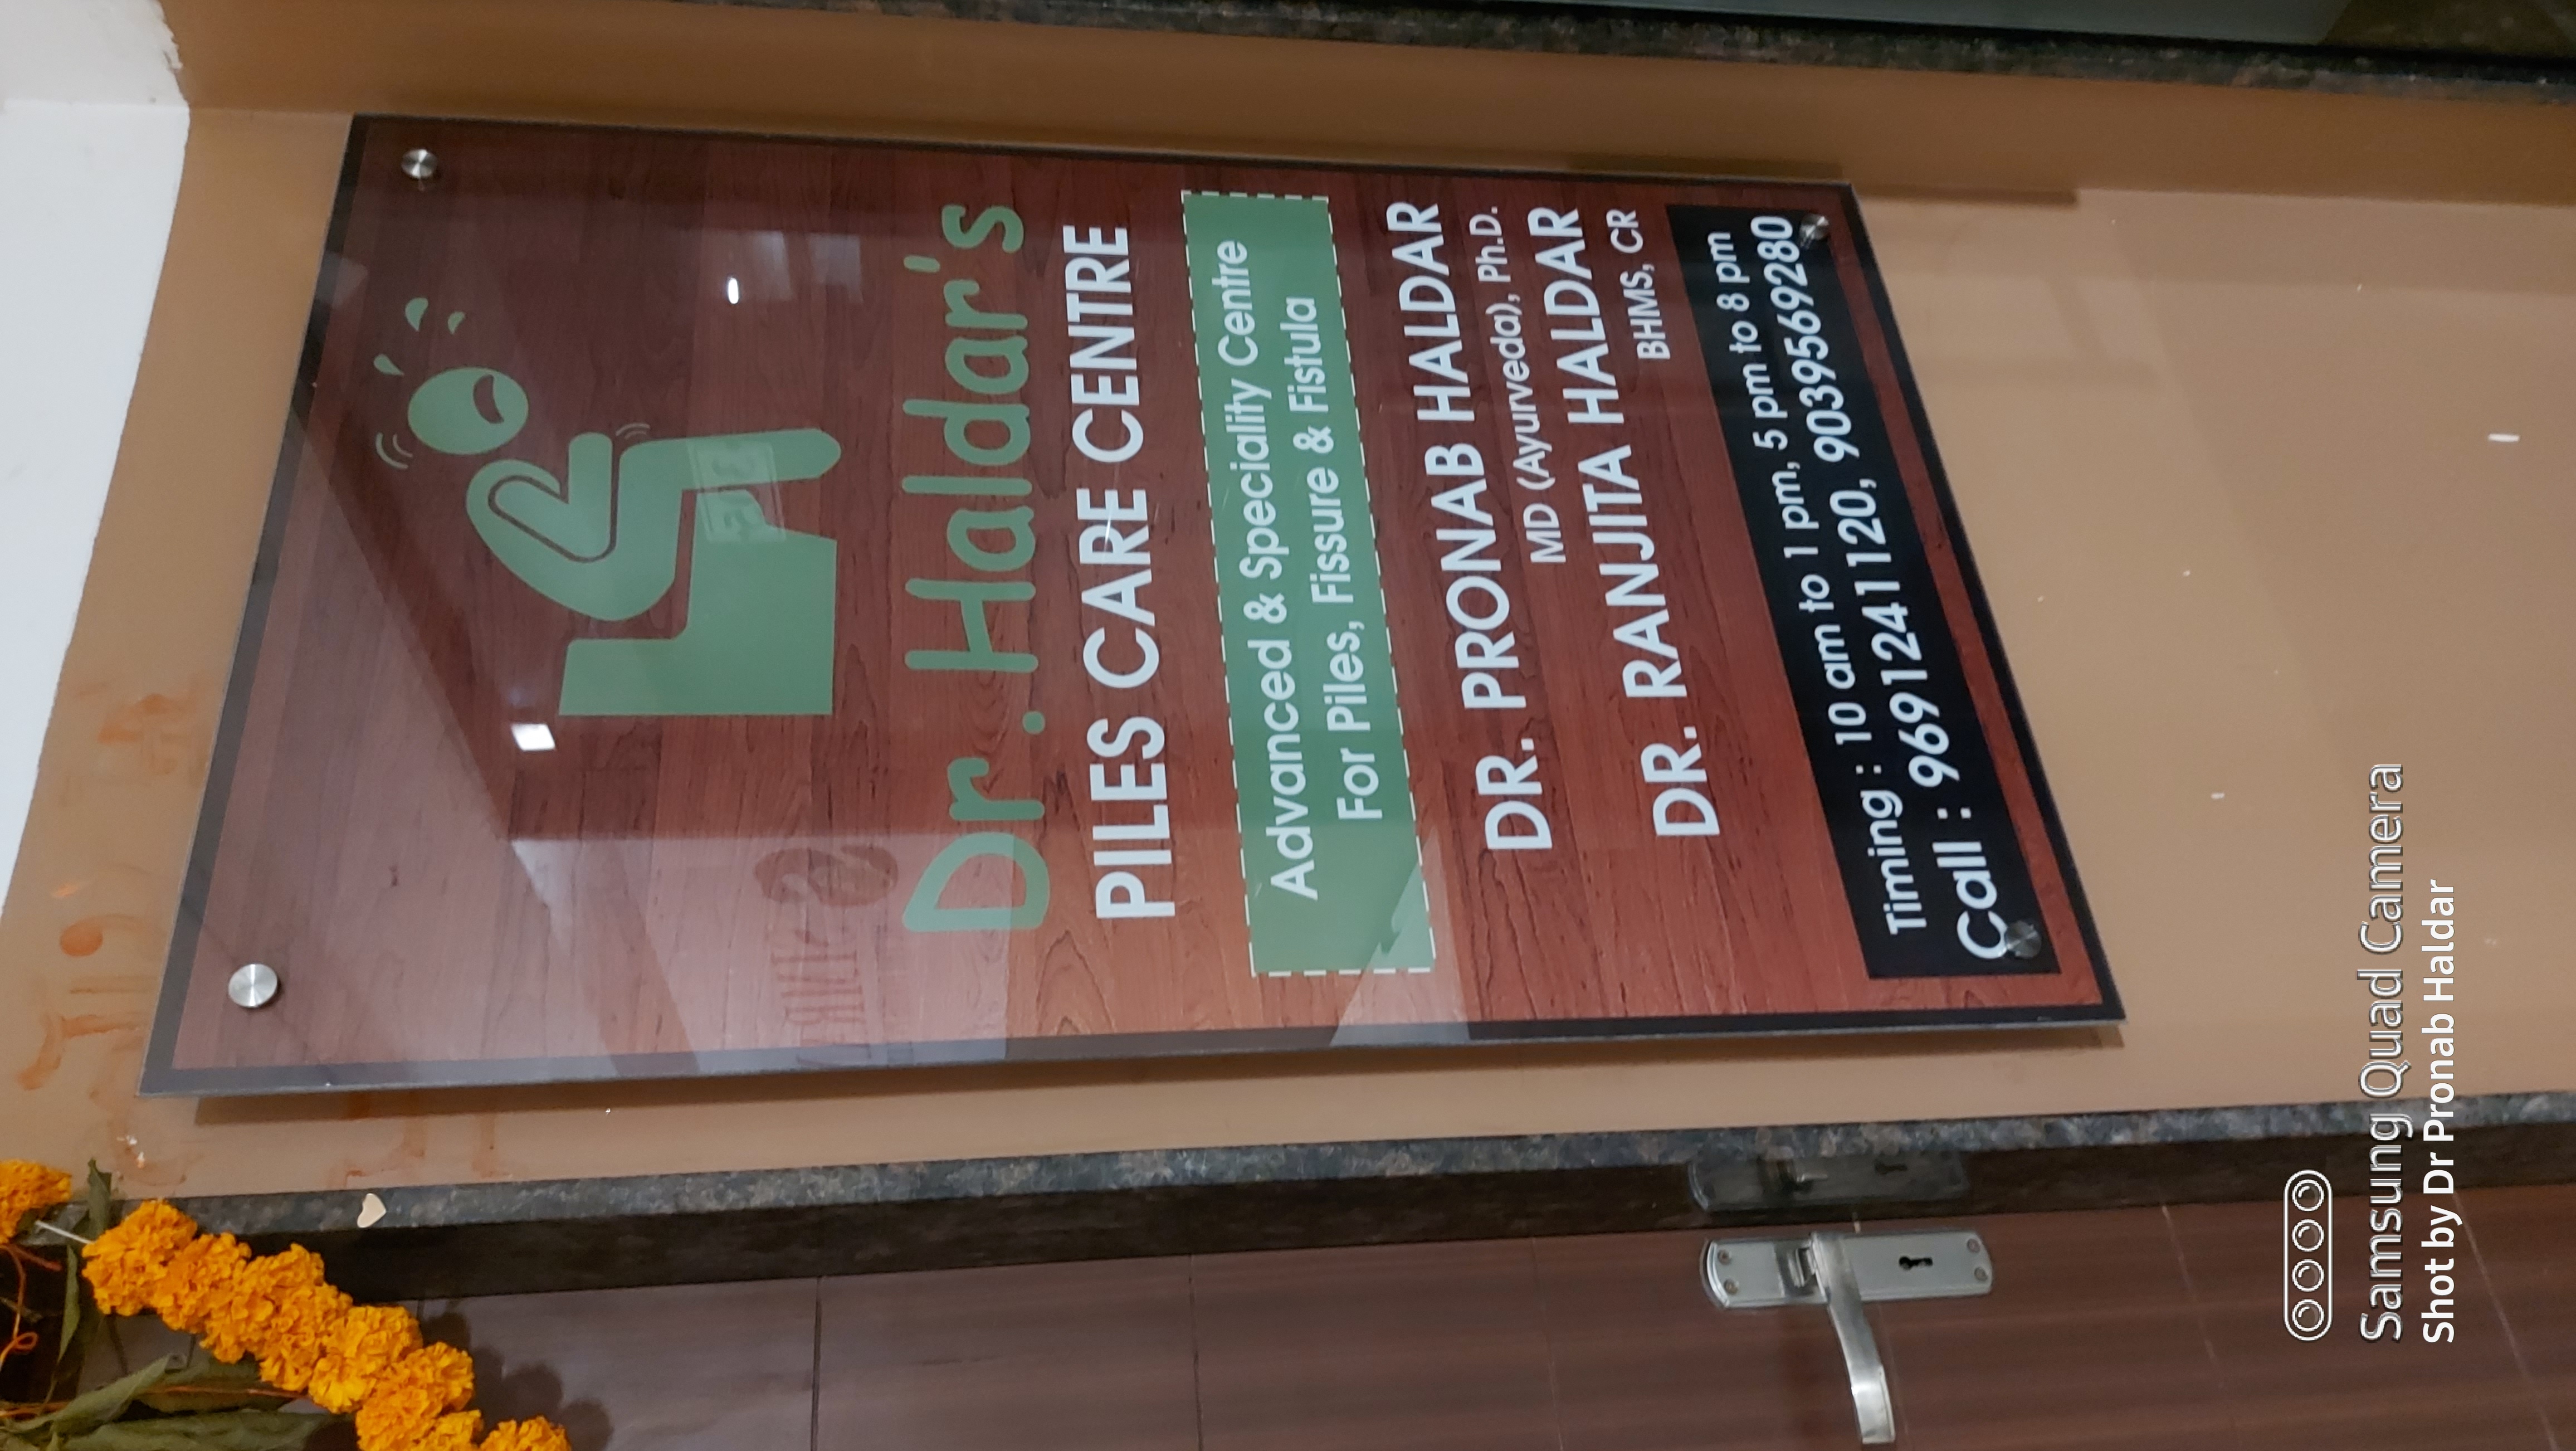 Dr. Haldar's
PILES CARE CENTRE
Advanced & Speciality Centre
For Piles, Fissure & Fistula
DR. PRONAB HALDAR
MD (Ayurveda), Ph.D.
DR. RANJITA HALDAR
BHMS, CR
Timing : 10 am to 1 pm, 5 pm to 8 pm
Call : 9691241120, 9039569280
Samsung Quad Camera
Shot by Dr Pronab Haldar